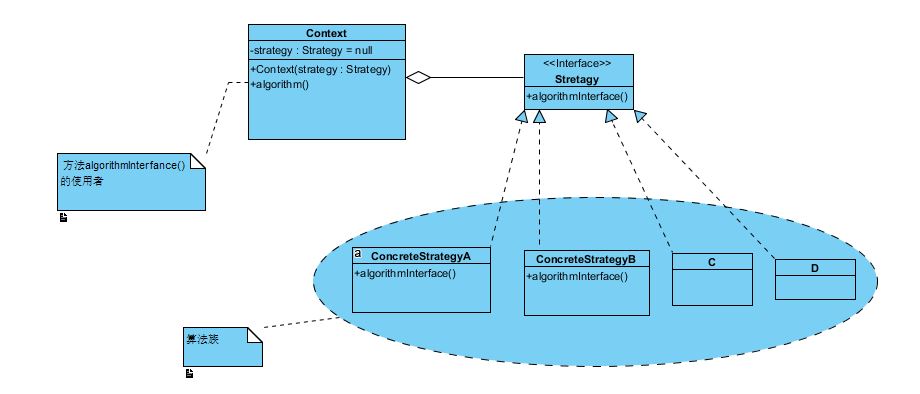 Context
-strategy : Strategy = null
+Context(strategy : Strategy)
+algorithm()
<<Interface>>
Stretagy
+algorithmInterface()
方法algorithmInterfance()
的使用者
a
ConcreteStrategyA
+algorithmInterface()
ConcreteStrategyB
+algorithmInterface()
C
D
算法族